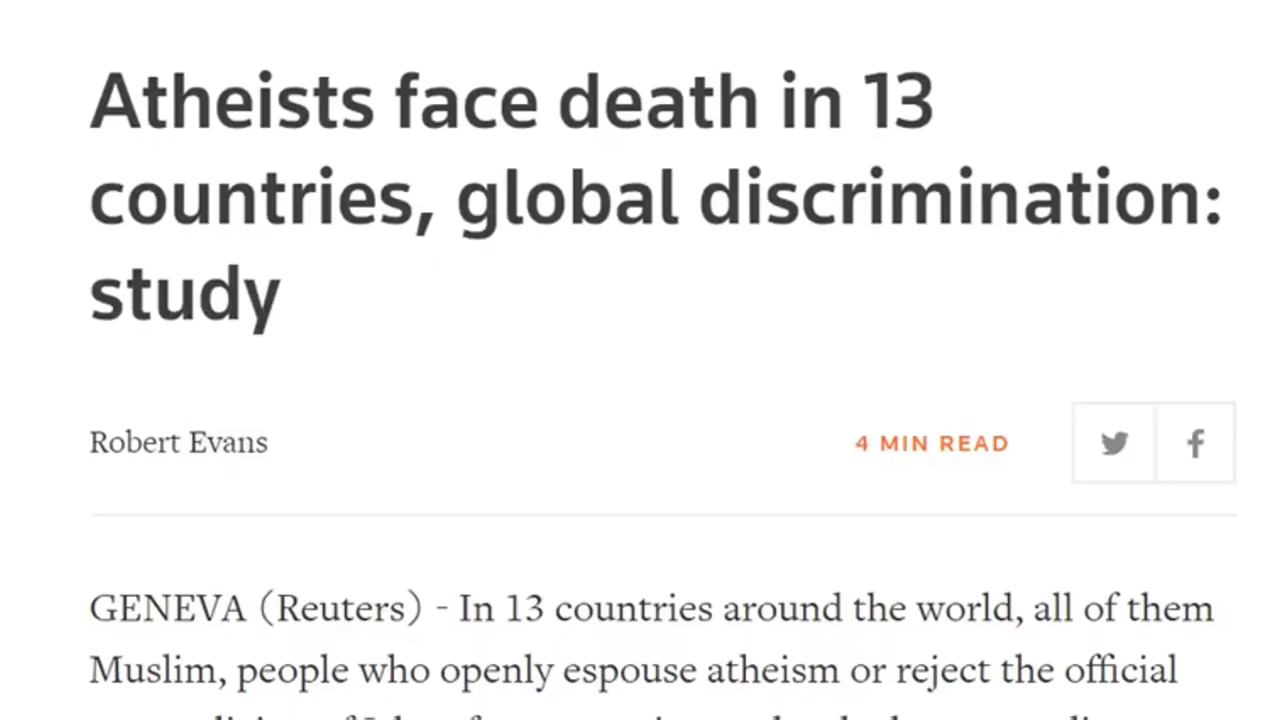 Atheists face death in 13
countries, global discrimination:
study
Robert Evans
4 MIN READ
GENEVA (Reuters) - In 13 countries around the world, all of them
Muslim, people who openly espouse atheism or reject the official